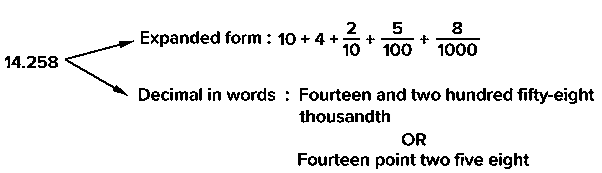 14.258
Expanded form : 10 + 4 + 2/10 + 5/100 + 8/1000
Decimal in words : Fourteen and two hundred fifty-eight
thousandth
OR
Fourteen point two five eight